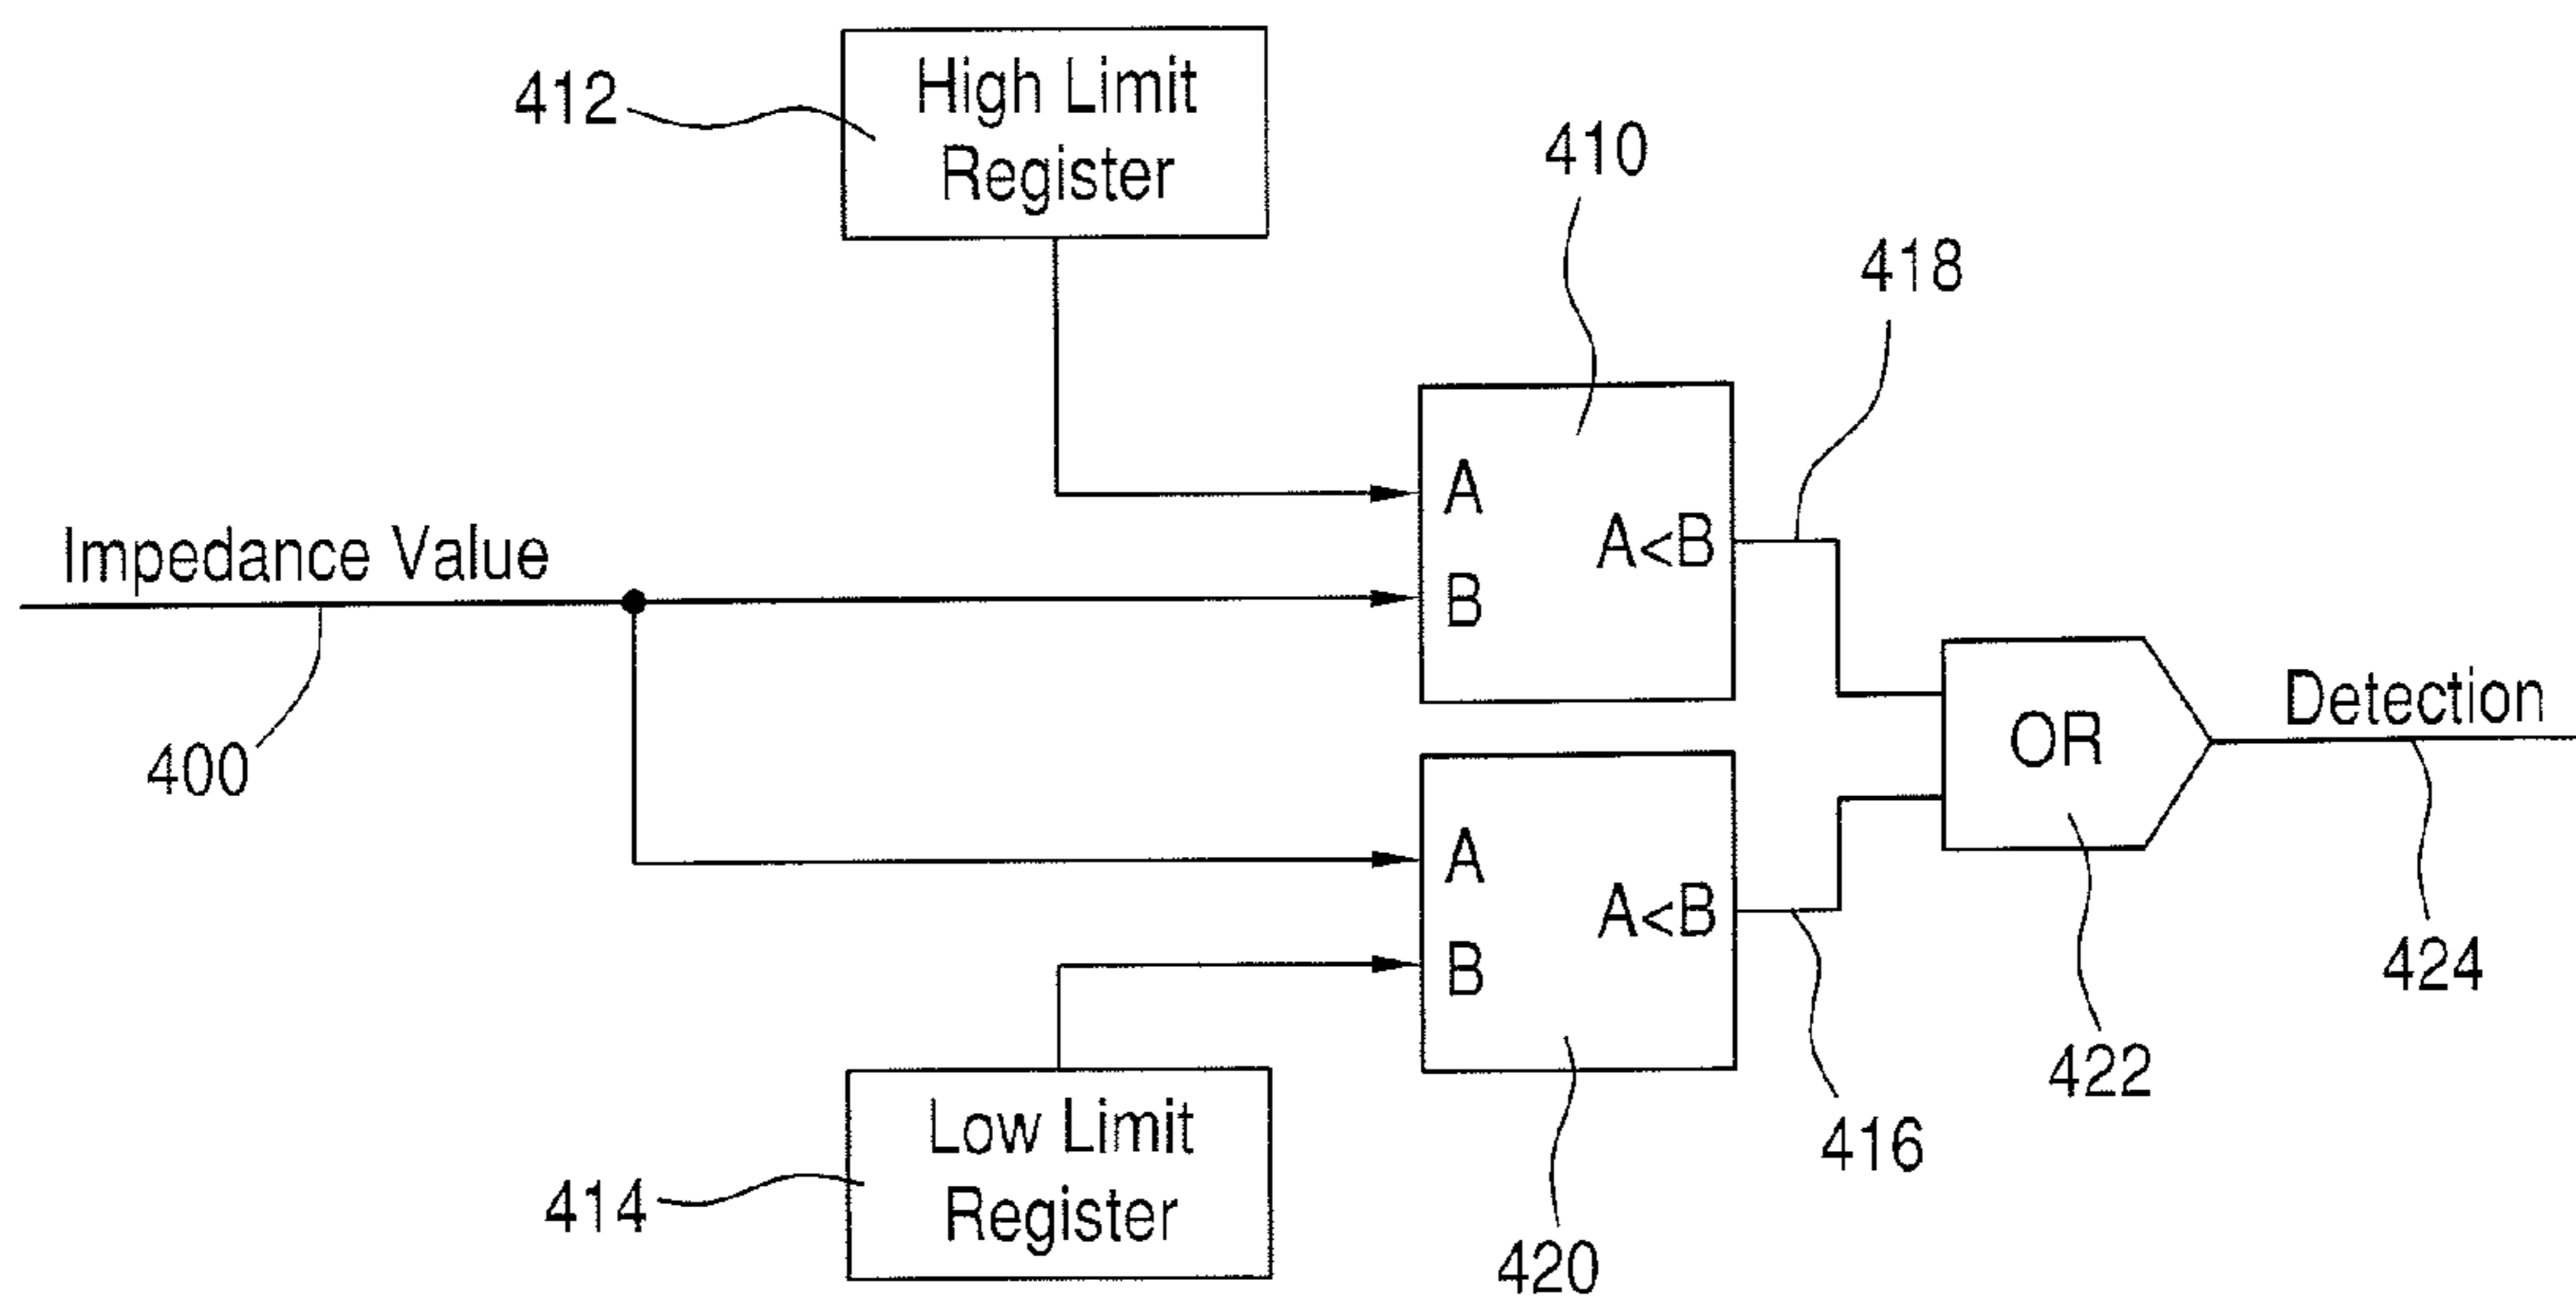 High Limit
Register
412
410
418
Impedance Value
A
A<B
B
400
Detection
OR
A
A<B
B
424
422
Low Limit
Register
416
414
420